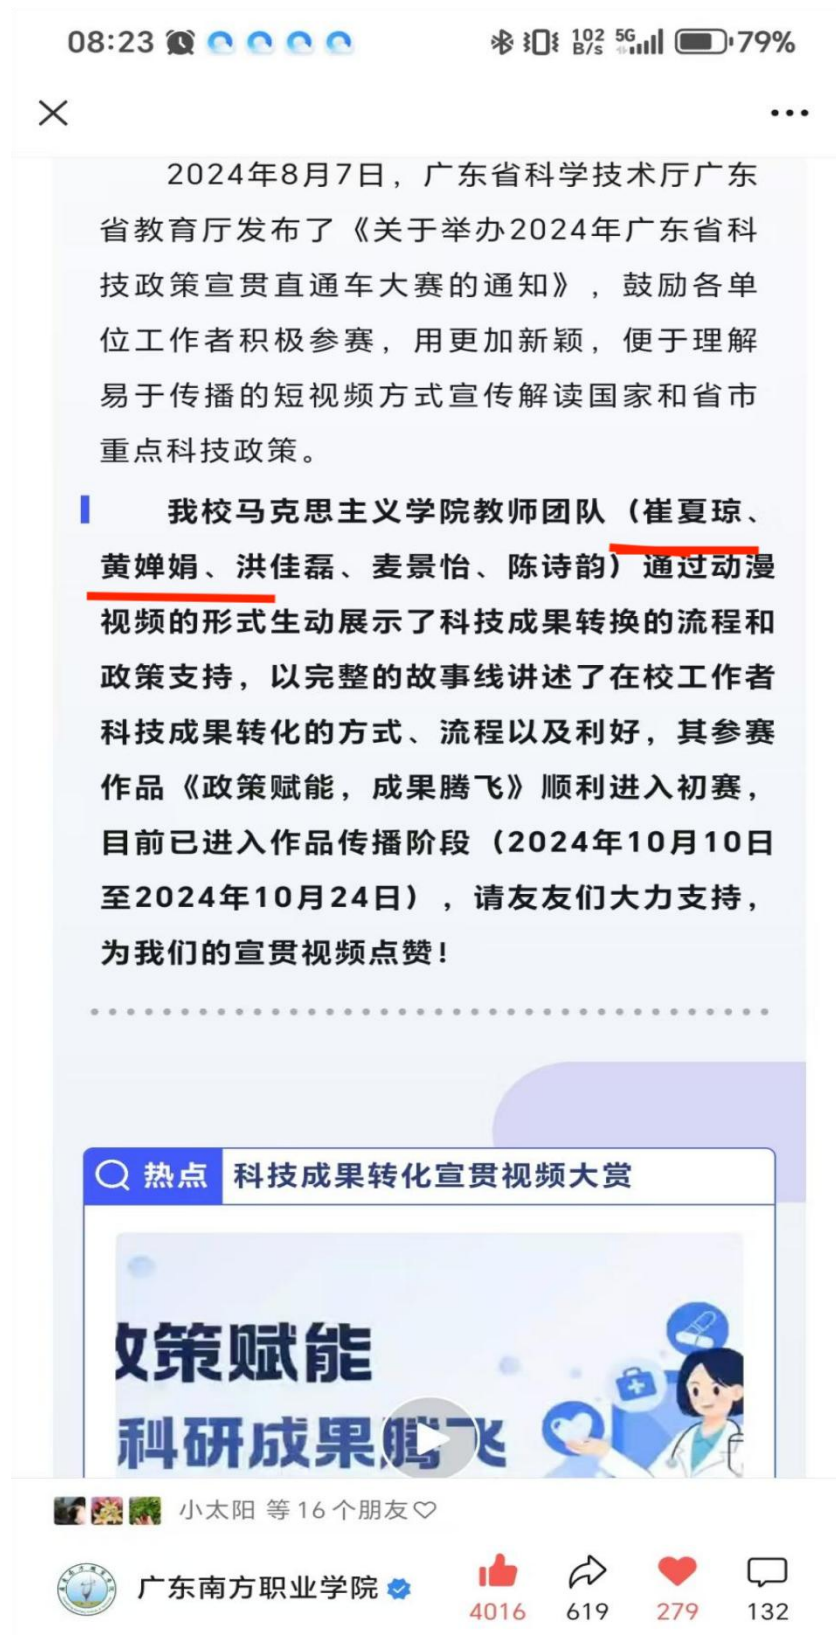 08:23 102 B/s 5G 79%
2024年8月7日，广东省科学技术厅广东
省教育厅发布了《关于举办2024年广东省科
技政策宣贯直通车大赛的通知》，鼓励各单
位工作者积极参赛，用更加新颖，便于理解
易于传播的短视频方式宣传解读国家和省市
重点科技政策。
我校马克思主义学院教师团队（崔夏琼、
黄婵娟、洪佳磊、麦景怡、陈诗韵）通过动漫
视频的形式生动展示了科技成果转换的流程和
政策支持，以完整的故事线讲述了在校工作者
科技成果转化的方式、流程以及利好，其参赛
作品《政策赋能，成果腾飞》顺利进入初赛，
目前已进入作品传播阶段（2024年10月10日
至2024年10月24日），请友友们大力支持，
为我们的宣贯视频点赞！
热点 科技成果转化宣贯视频大赏
政策赋能
科研成果腾飞
小太阳 等16个朋友♡
广东南方职业学院
4016 619 279 132